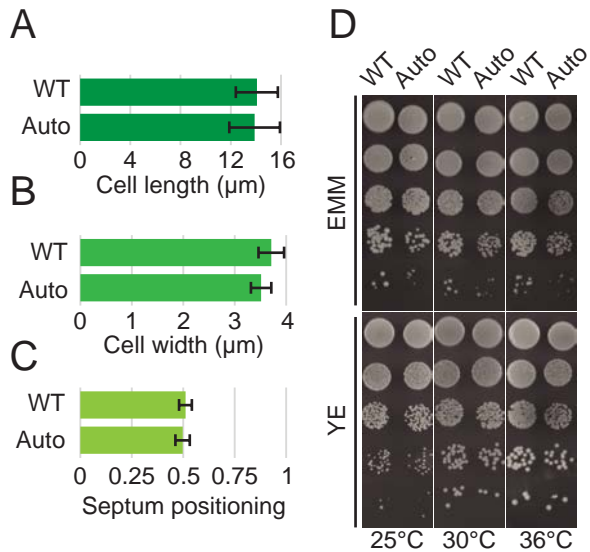 A
WT
Auto
0 4 8 12 16
Cell length (µm)
B
WT
Auto
0 1 2 3 4
Cell width (µm)
C
WT
Auto
0 0.25 0.5 0.75 1
Septum positioning
D
WT Auto WT Auto WT Auto
EMM
YE
25°C 30°C 36°C